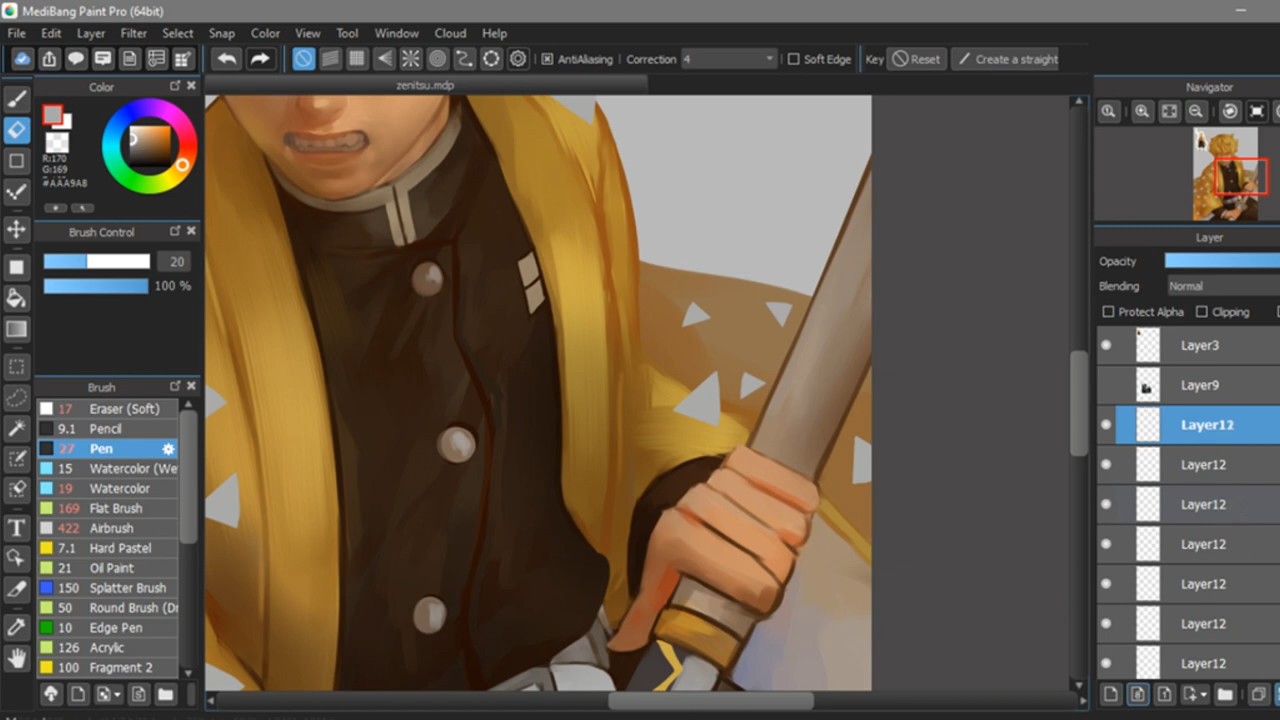 MediBang Paint Pro (64bit)
File Edit Layer Filter Select Snap Color View Tool Window Cloud Help
AntiAliasing Correction 4 Soft Edge Key Reset Create a straight
zenitsu.mdp
Color
R:170
G:169
#AAA9A8
Brush Control
20
100 %
Brush
17 Eraser (Soft)
9.1 Pencil
27 Pen
15 Watercolor (We
19 Watercolor
169 Flat Brush
422 Airbrush
7.1 Hard Pastel
21 Oil Paint
150 Splatter Brush
50 Round Brush (Dr
10 Edge Pen
126 Acrylic
100 Fragment 2
Navigator
Layer
Opacity
Blending Normal
Protect Alpha Clipping
Layer3
Layer9
Layer12
Layer12
Layer12
Layer12
Layer12
Layer12
Layer12